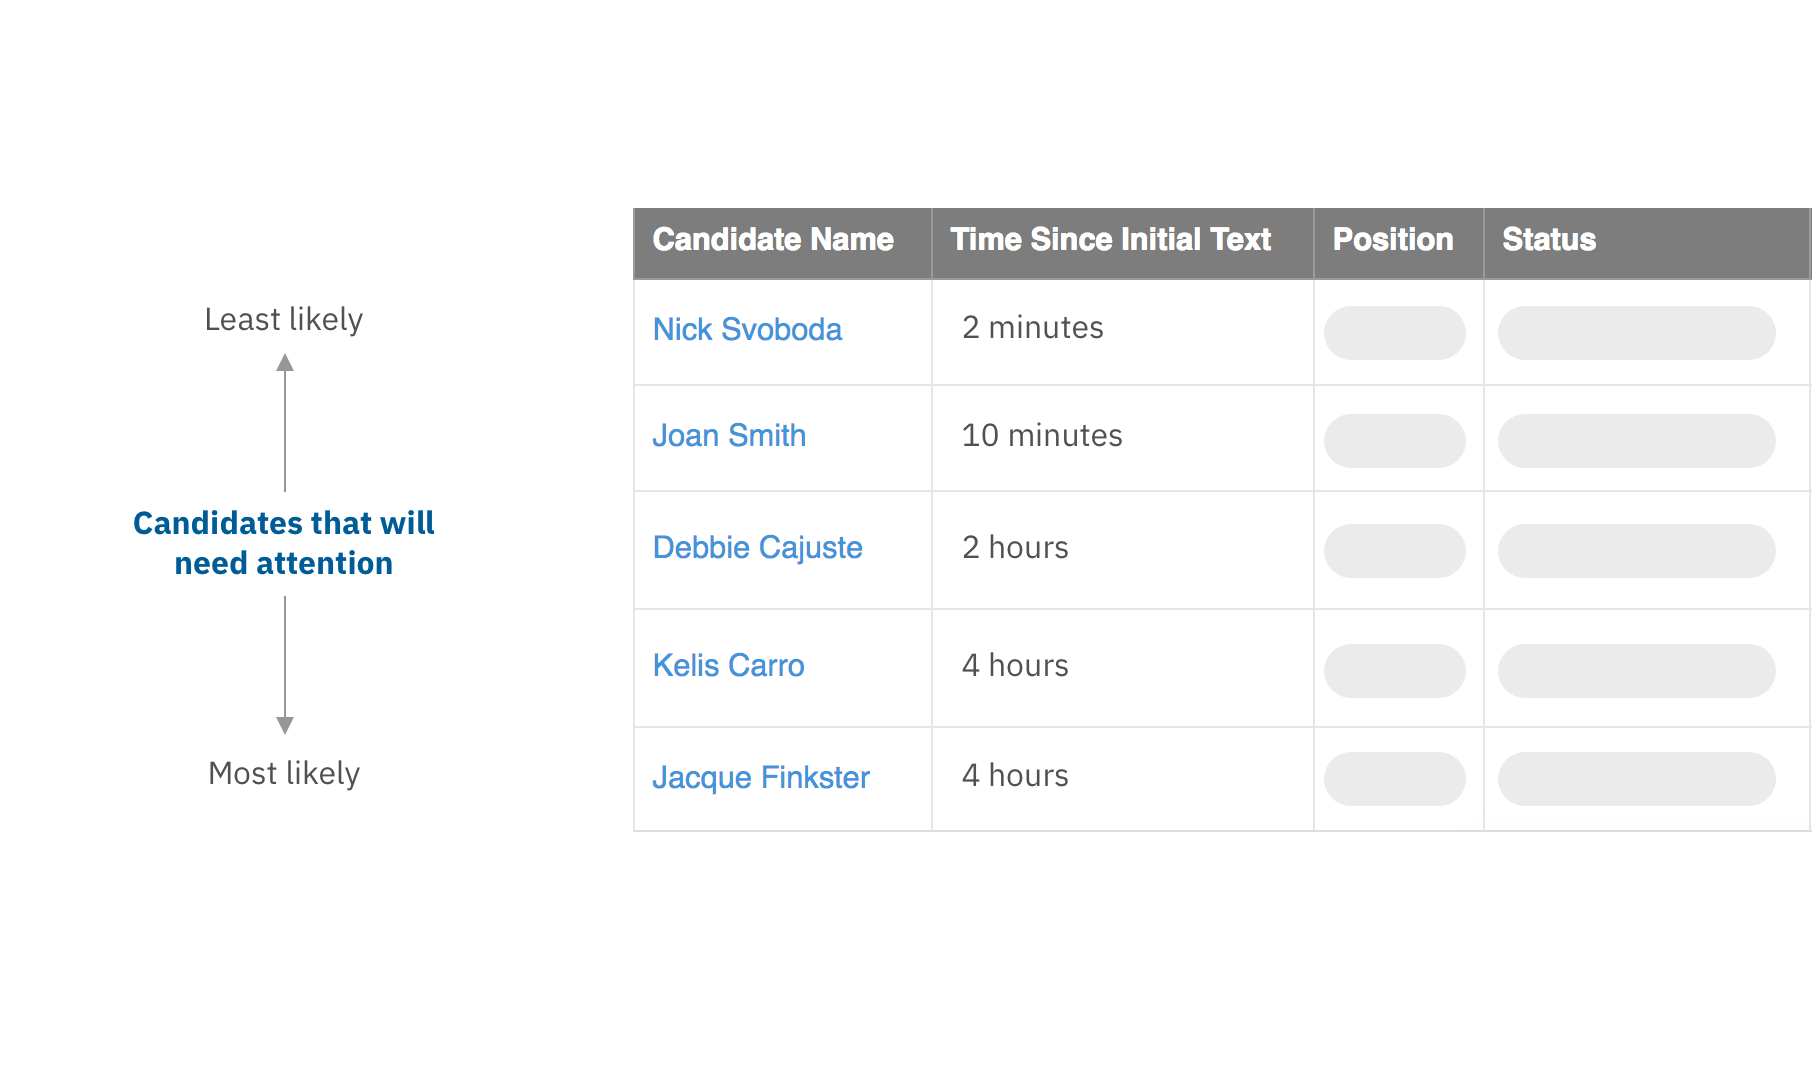 Candidate Name Time Since Initial Text Position Status
Least likely
Nick Svoboda 2 minutes
Joan Smith 10 minutes
Candidates that will
need attention
Debbie Cajuste 2 hours
Kelis Carro 4 hours
Most likely
Jacque Finkster 4 hours